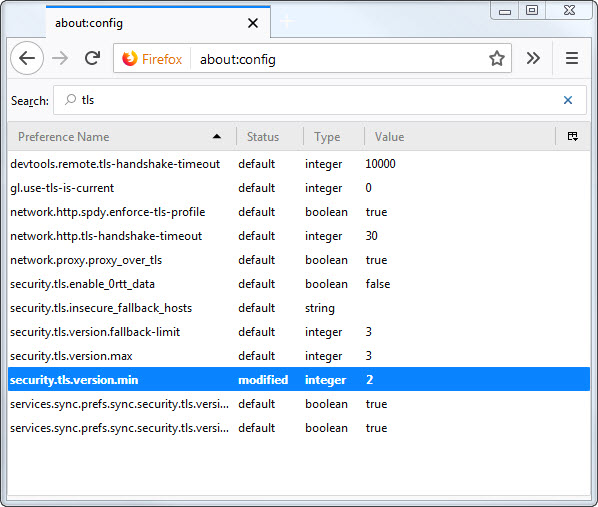 about:config
Firefox about:config
Search: tls
Preference Name Status Type Value
devtools.remote.tls-handshake-timeout default integer 10000
gl.use-tls-is-current default integer 0
network.http.spdy.enforce-tls-profile default boolean true
network.http.tls-handshake-timeout default integer 30
network.proxy.proxy_over_tls default boolean true
security.tls.enable_0rtt_data default boolean false
security.tls.insecure_fallback_hosts default string
security.tls.version.fallback-limit default integer 3
security.tls.version.max default integer 3
security.tls.version.min modified integer 2
services.sync.prefs.sync.security.tls.versi... default boolean true
services.sync.prefs.sync.security.tls.versi... default boolean true